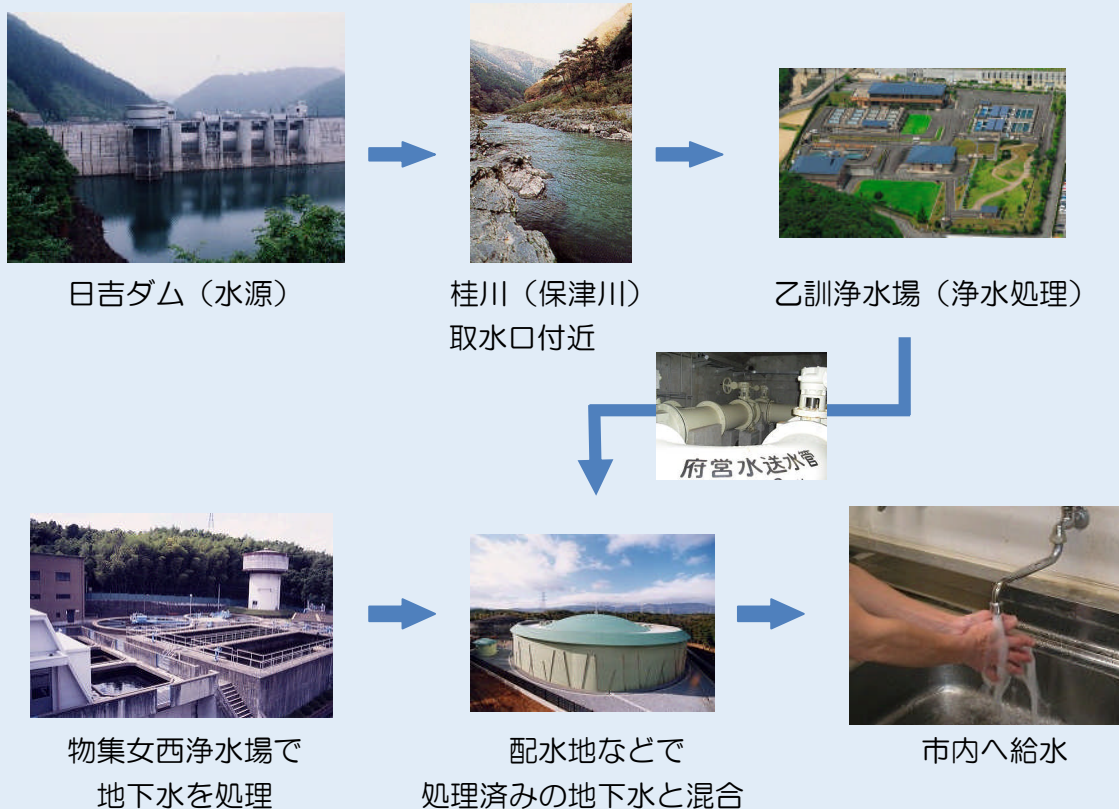 日吉ダム（水源）
桂川（保津川）
取水口付近
乙訓浄水場（浄水処理）
府営水送水管
物集女西浄水場で
地下水を処理
配水地などで
処理済みの地下水と混合
市内へ給水